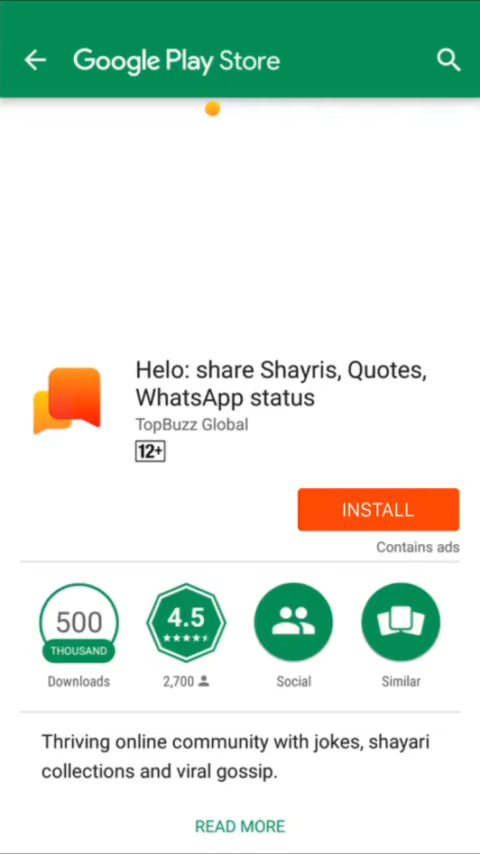 Google Play Store
Helo: share Shayris, Quotes,
WhatsApp status
TopBuzz Global
12+
INSTALL
Contains ads
500
THOUSAND
Downloads
4.5
2,700
Social
Similar
Thriving online community with jokes, shayari
collections and viral gossip.
READ MORE